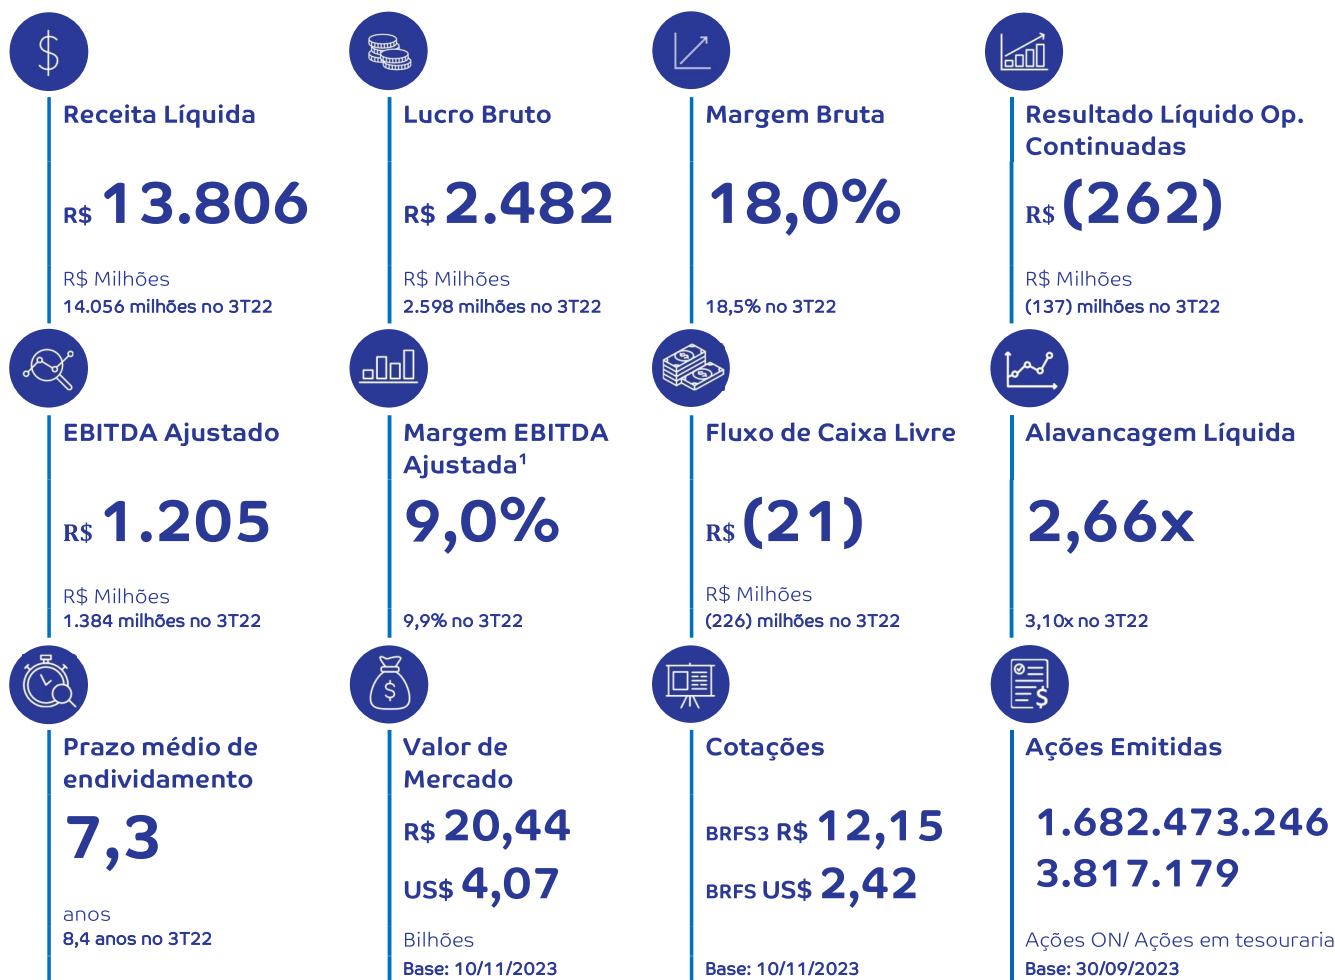 Receita Líquida
R$ 13.806
R$ Milhões
14.056 milhões no 3T22
Lucro Bruto
R$ 2.482
R$ Milhões
2.598 milhões no 3T22
Margem Bruta
18,0%
18,5% no 3T22
Resultado Líquido Op.
Continuadas
R$ (262)
R$ Milhões
(137) milhões no 3T22
EBITDA Ajustado
R$ 1.205
R$ Milhões
1.384 milhões no 3T22
Margem EBITDA
Ajustada¹
9,0%
9,9% no 3T22
Fluxo de Caixa Livre
R$ (21)
R$ Milhões
(226) milhões no 3T22
Alavancagem Líquida
2,66x
3,10x no 3T22
Prazo médio de
endividamento
7,3
anos
8,4 anos no 3T22
Valor de
Mercado
R$ 20,44
US$ 4,07
Bilhões
Base: 10/11/2023
Cotações
BRFS3 R$ 12,15
BRFS US$ 2,42
Base: 10/11/2023
Ações Emitidas
1.682.473.246
3.817.179
Ações ON/ Ações em tesouraria
Base: 30/09/2023